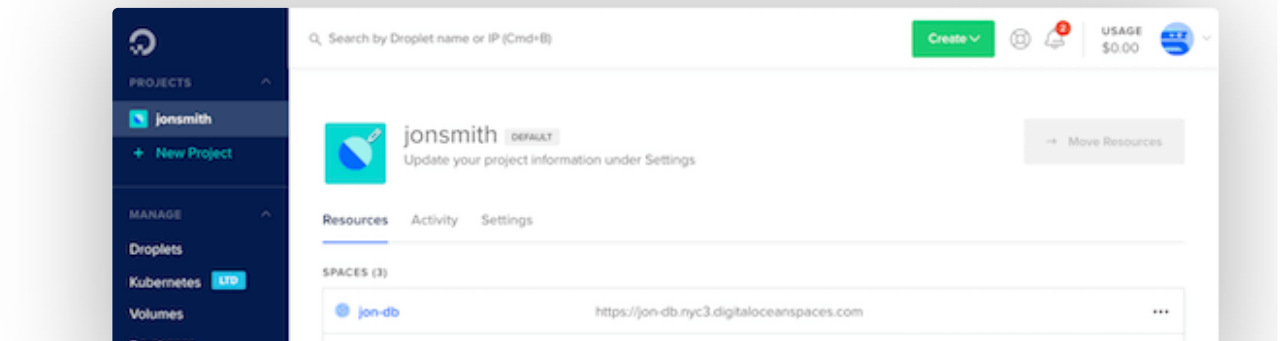 Search by Droplet name or IP (Cmd+B)
Create
2
USAGE
$0.00
PROJECTS
jonsmith
+ New Project
MANAGE
Droplets
Kubernetes LTD
Volumes
jonsmith DEFAULT
Update your project information under Settings
→ Move Resources
Resources Activity Settings
SPACES (3)
jon-db https://jon-db.nyc3.digitaloceanspaces.com ...